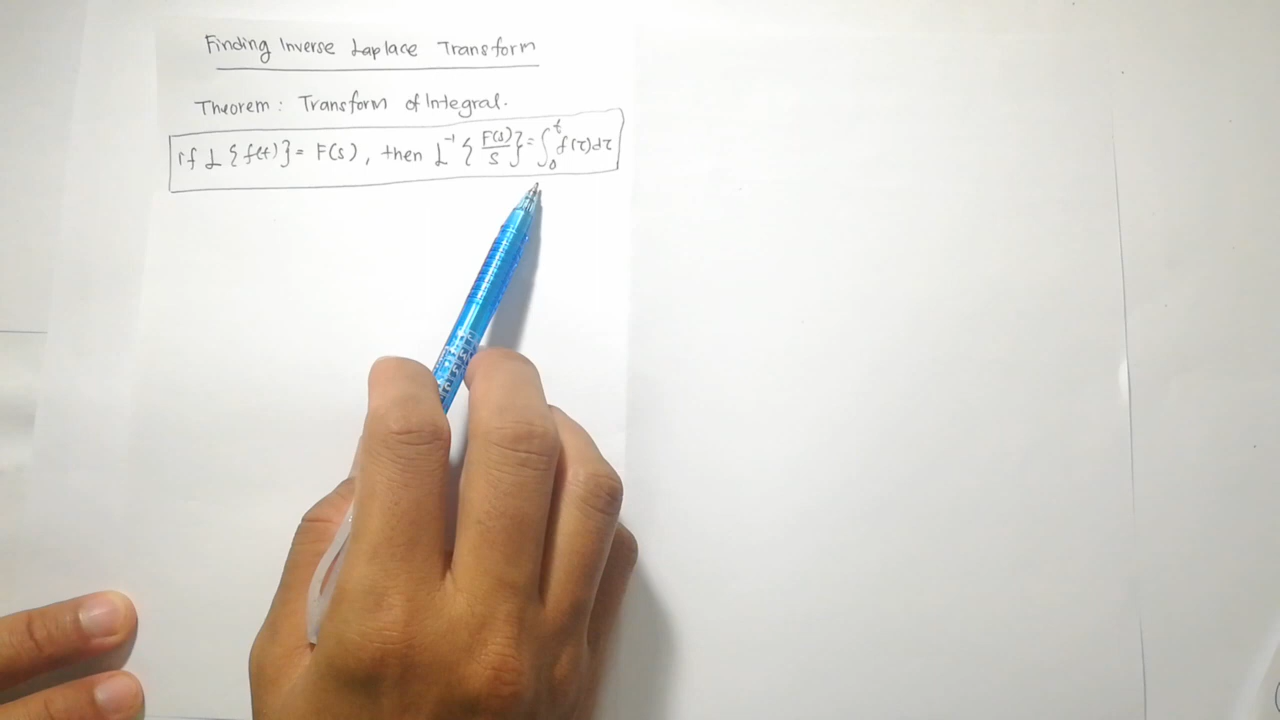 Finding Inverse Laplace Transform
Theorem: Transform of Integral.
If L{f(t)} = F(s), then L⁻¹{F(s)/s} = ∫₀ᵗ f(τ)dτ